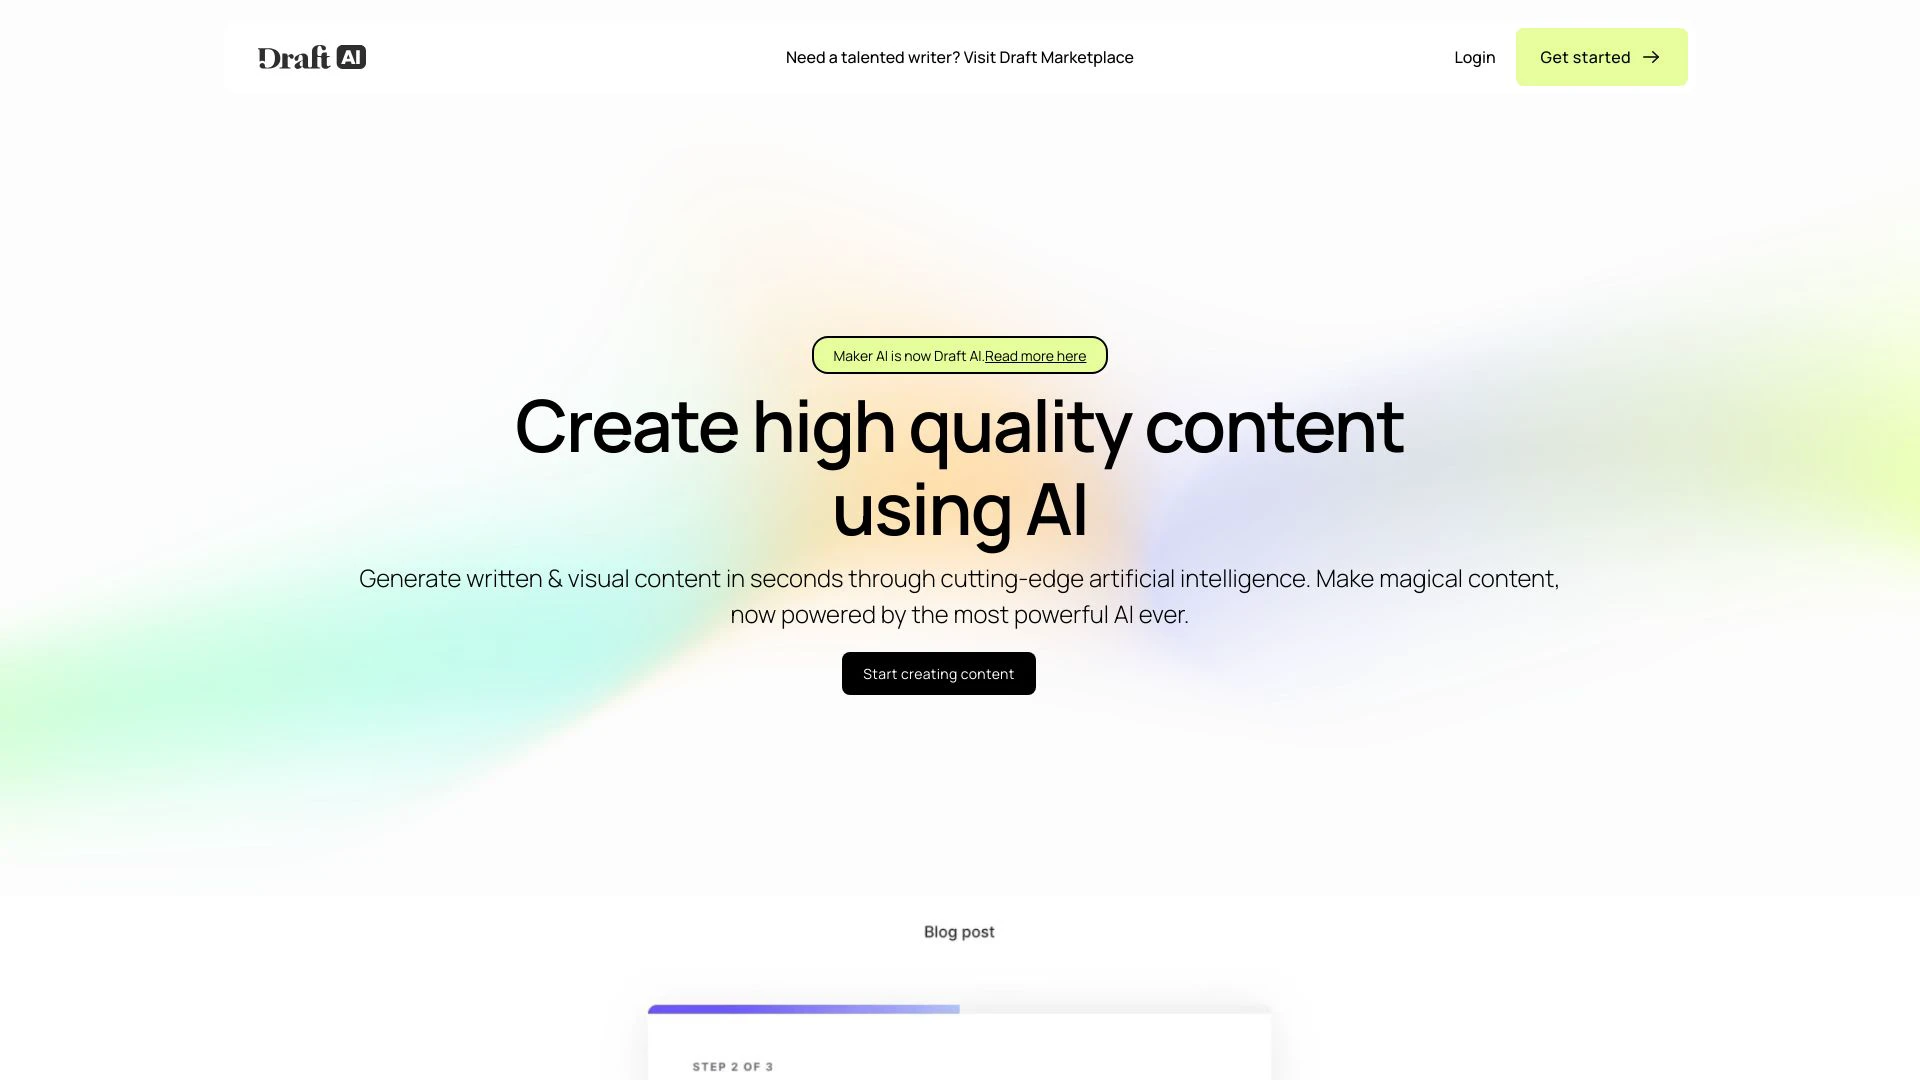 Draft AI
Need a talented writer? Visit Draft Marketplace
Login
Get started
Maker AI is now Draft AI.Read more here
Create high quality content
using AI
Generate written & visual content in seconds through cutting-edge artificial intelligence. Make magical content,
now powered by the most powerful AI ever.
Start creating content
Blog post
STEP 2 OF 3